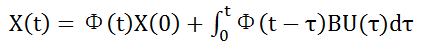 X(t) = Φ(t)X(0) + ∫₀ᵗ Φ(t − τ)BU(τ)dτ